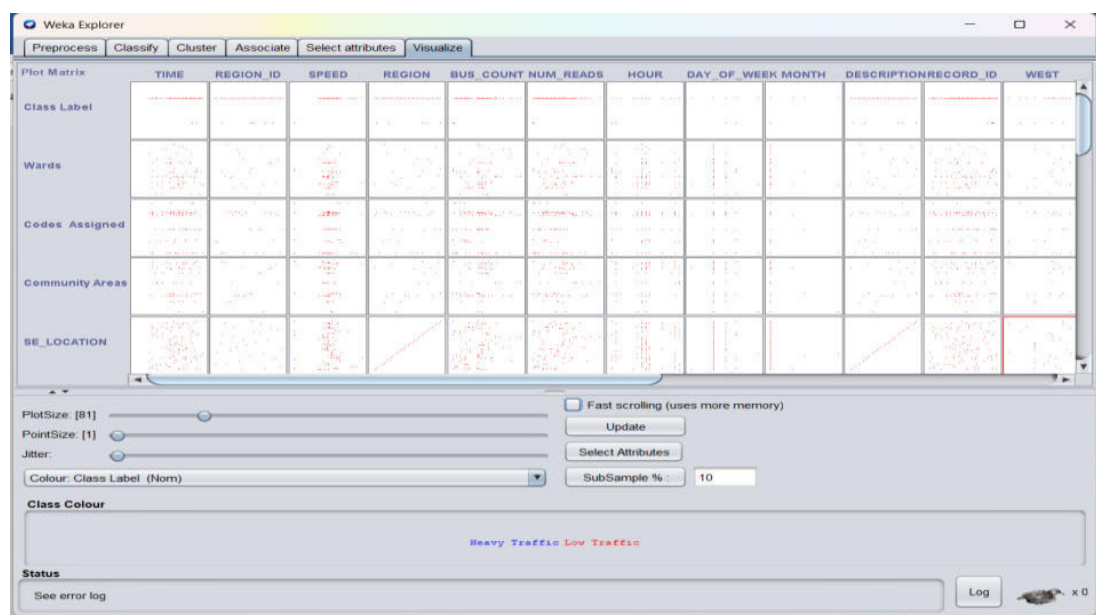 Weka Explorer
Preprocess Classify Cluster Associate Select attributes Visualize
Plot Matrix TIME REGION_ID SPEED REGION BUS_COUNT NUM_READS HOUR DAY_OF_WEEK MONTH DESCRIPTION RECORD_ID WEST
Class Label
Wards
Codes Assigned
Community Areas
SE_LOCATION
PlotSize: [81]
Fast scrolling (uses more memory)
PointSize: [1]
Update
Jitter:
Select Attributes
Colour: Class Label (Nom)
SubSample % : 10
Class Colour
Heavy Traffic Low Traffic
Status
See error log
Log
x 0